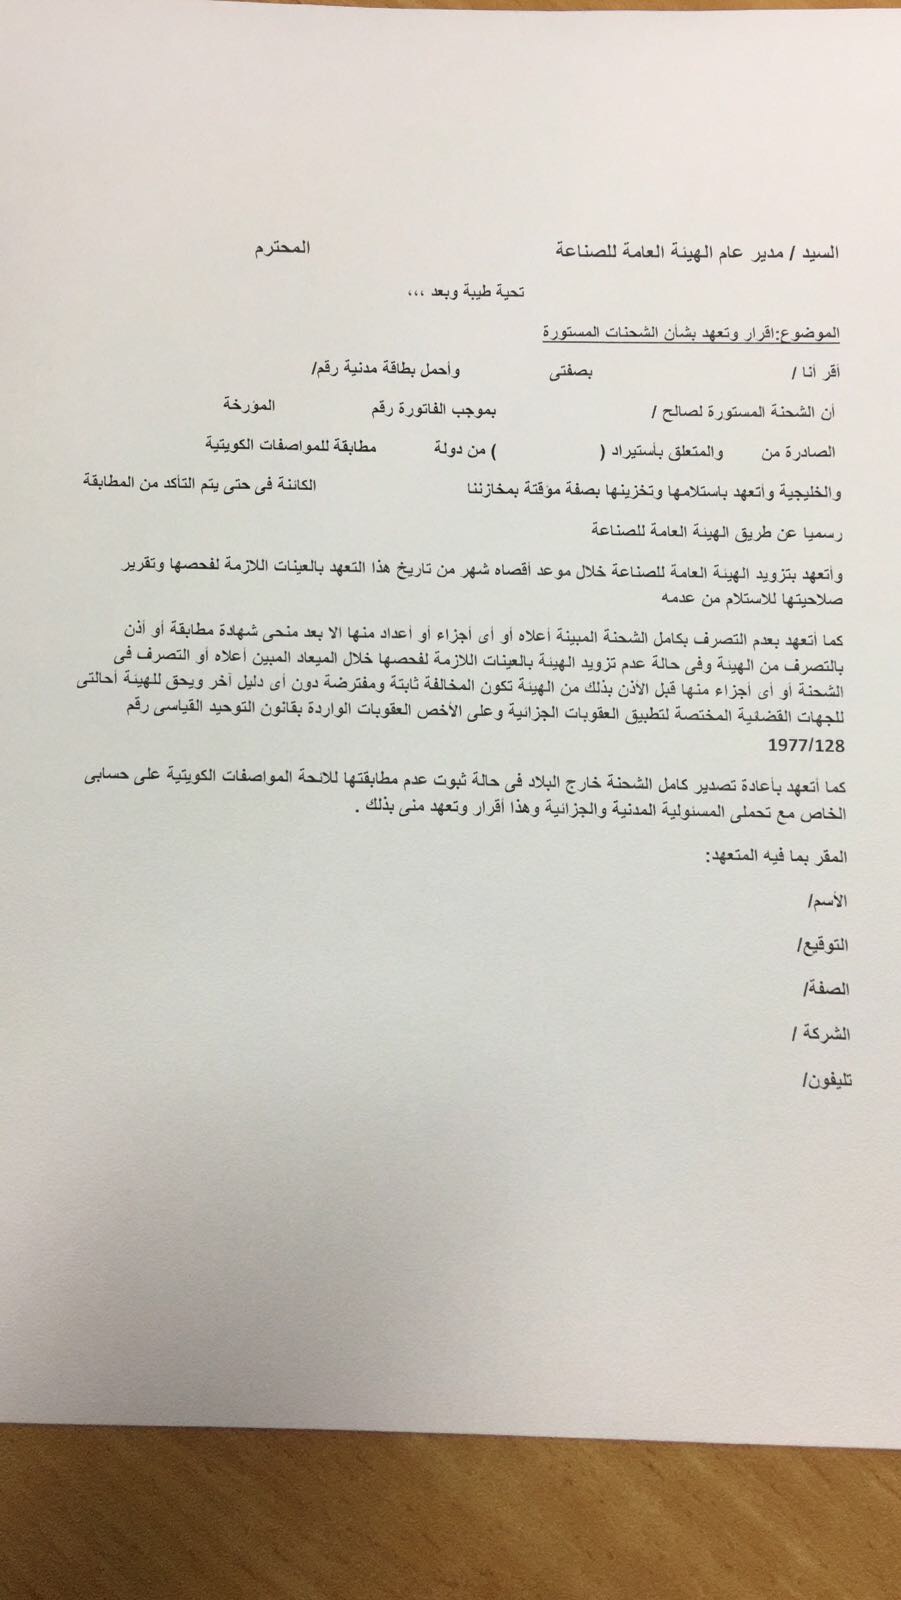 السيد / مدير عام الهيئة العامة للصناعة المحترم
تحية طيبة وبعد ،،،
الموضوع:اقرار وتعهد بشأن الشحنات المستورة
أقر أنا / بصفتى وأحمل بطاقة مدنية رقم/
أن الشحنة المستورة لصالح / بموجب الفاتورة رقم المؤرخة
الصادرة من والمتعلق بأستيراد ( ) من دولة مطابقة للمواصفات الكويتية
والخليجية وأتعهد باستلامها وتخزينها بصفة مؤقتة بمخازننا الكائنة فى حتى يتم التأكد من المطابقة
رسميا عن طريق الهيئة العامة للصناعة
وأتعهد بتزويد الهيئة العامة للصناعة خلال موعد أقصاه شهر من تاريخ هذا التعهد بالعينات اللازمة لفحصها وتقرير
صلاحيتها للاستلام من عدمه
كما أتعهد بعدم التصرف بكامل الشحنة المبينة أعلاه أو أى أجزاء أو أعداد منها الا بعد منحى شهادة مطابقة أو أذن
بالتصرف من الهيئة وفى حالة عدم تزويد الهيئة بالعينات اللازمة لفحصها خلال الميعاد المبين أعلاه أو التصرف فى
الشحنة أو أى أجزاء منها قبل الأذن بذلك من الهيئة تكون المخالفة ثابتة ومفترضة دون أى دليل آخر ويحق للهيئة أحالتى
للجهات القضائية المختصة لتطبيق العقوبات الجزائية وعلى الأخص العقوبات الواردة بقانون التوحيد القياسى رقم
1977/128
كما أتعهد بأعادة تصدير كامل الشحنة خارج البلاد فى حالة ثبوت عدم مطابقتها للائحة المواصفات الكويتية على حسابى
الخاص مع تحملى المسئولية المدنية والجزائية وهذا أقرار وتعهد منى بذلك .
المقر بما فيه المتعهد:
الأسم/
التوقيع/
الصفة/
الشركة /
تليفون/